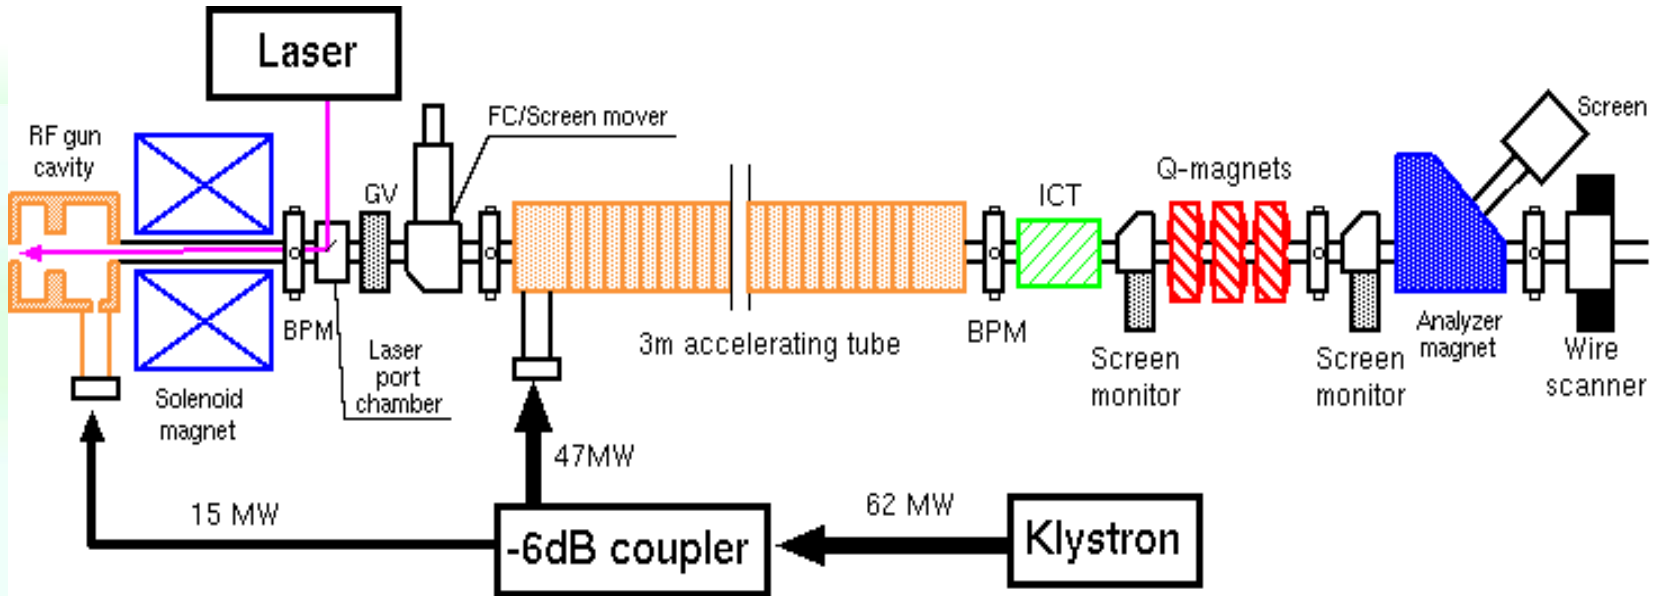 Laser
FC/Screen mover
RF gun
cavity
GV
ICT
Q-magnets
Screen
BPM
Laser
port
chamber
Solenoid
magnet
3m accelerating tube
BPM
Screen
monitor
Screen
monitor
Analyzer
magnet
Wire
scanner
47MW
15 MW
62 MW
-6dB coupler
Klystron